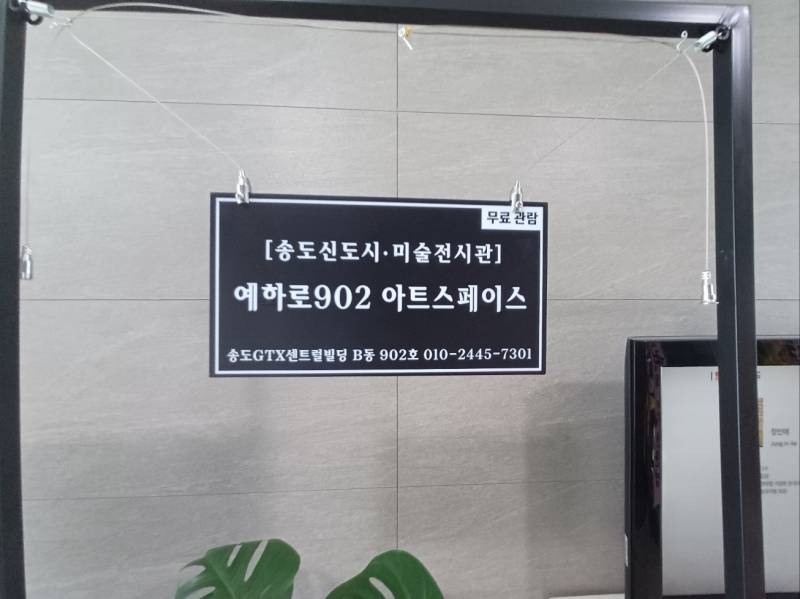 무료 관람
[송도신도시·미술전시관]
예하로902 아트스페이스
송도GTX센트럴빌딩 B동 902호 010-2445-7301